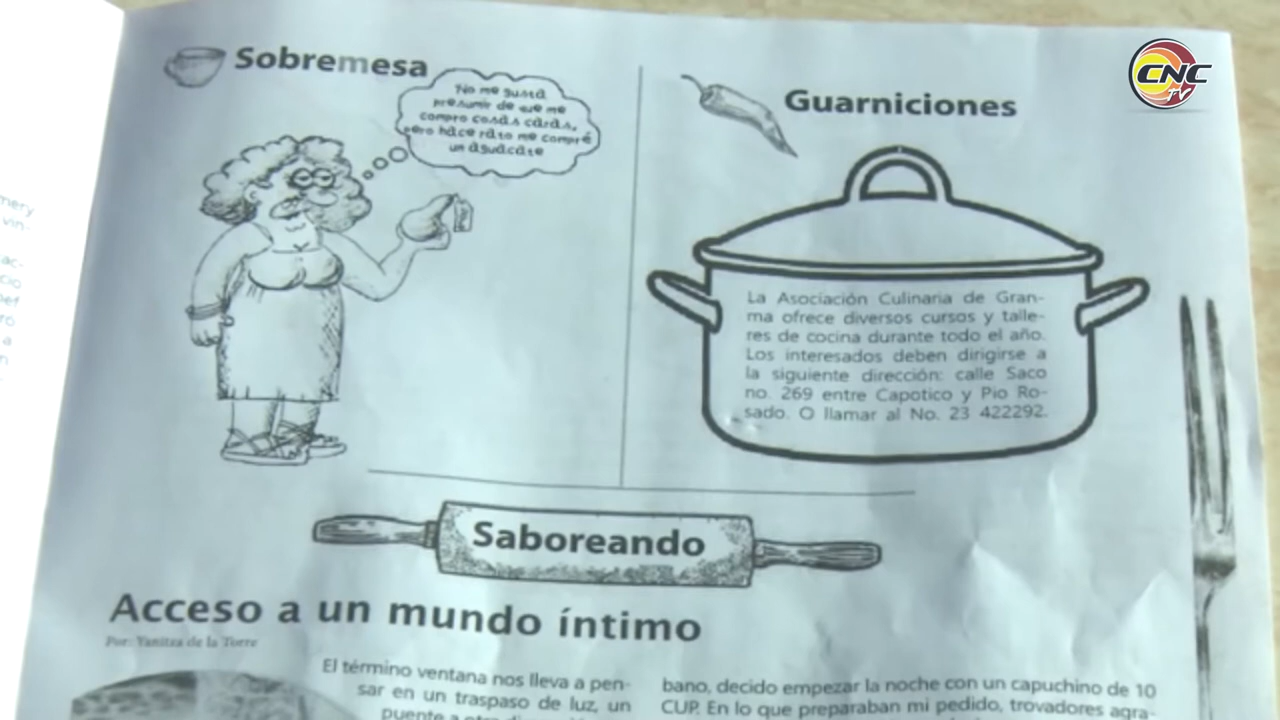 CNC
TV
Sobremesa
No me gusta
presumir de que me
compro cosas caras,
pero hace rato me compré
un aguacate
Guarniciones
La Asociación Culinaria de Gran-
ma ofrece diversos cursos y talle-
res de cocina durante todo el año.
Los interesados deben dirigirse a
la siguiente dirección: calle Saco
no. 269 entre Capotico y Pio Ro-
sado. O llamar al No. 23 422292.
Saboreando
Acceso a un mundo íntimo
Por: Yanitza de la Torre
El término ventana nos lleva a pen-
sar en un traspaso de luz, un
puente a
bano, decido empezar la noche con un capuchino de 10
CUP. En lo que preparaban mi pedido, trovadores agra-